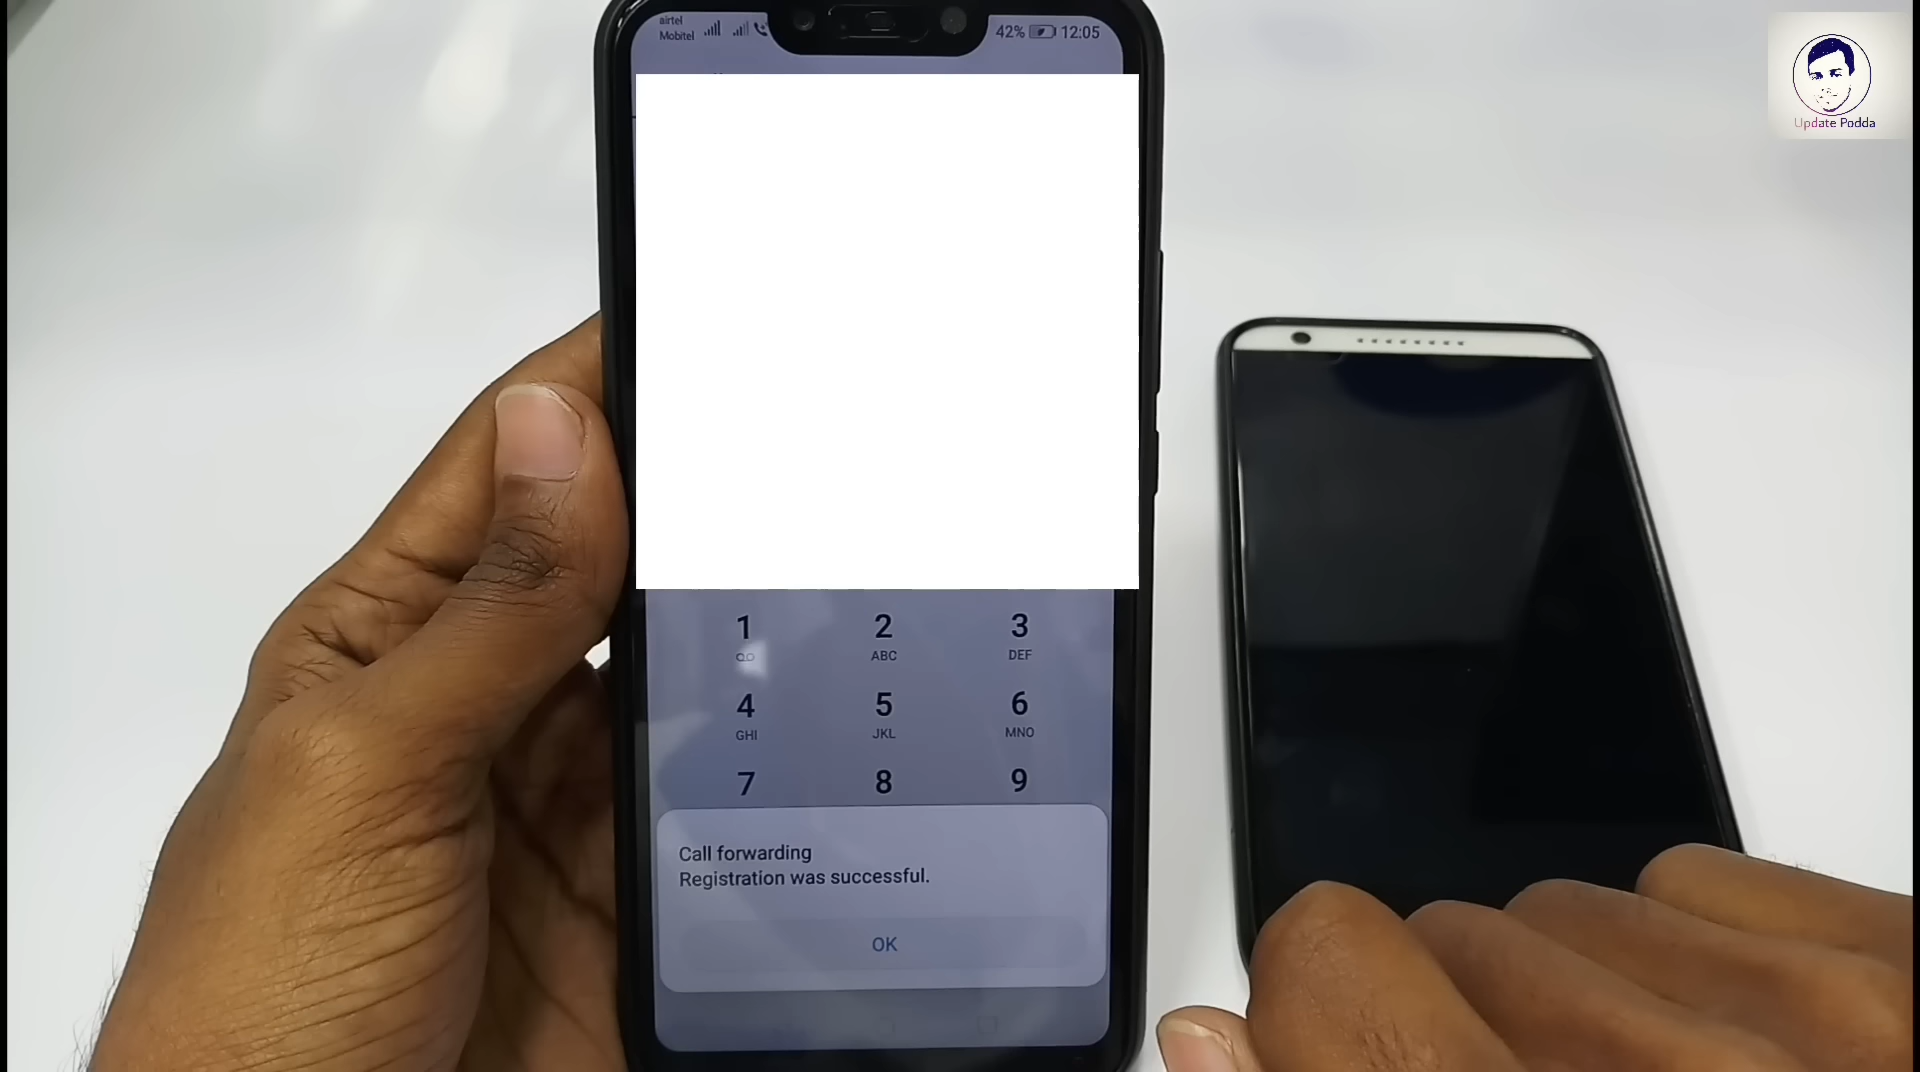 airtel
Mobitel
42% 12:05
Update Podda
1 2 3
ABC DEF
4 5 6
GHI JKL MNO
7 8 9
Call forwarding
Registration was successful.
OK